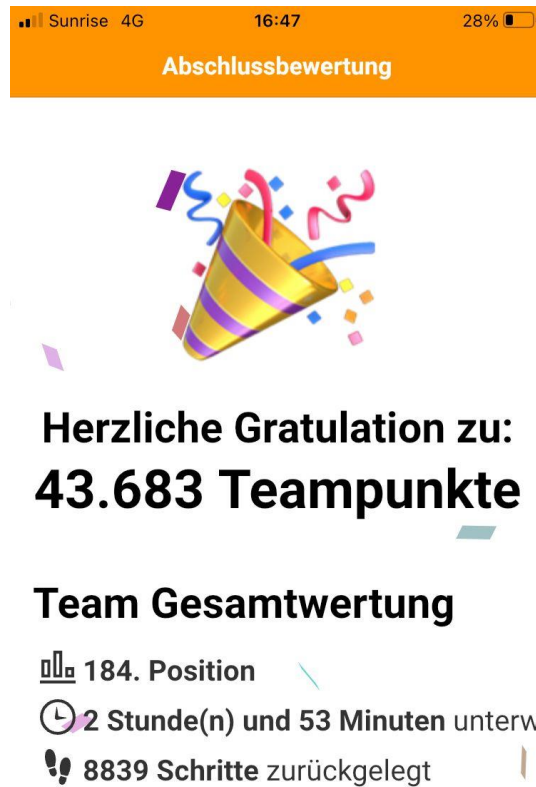 Sunrise 4G 16:47 28%
Abschlussbewertung
Herzliche Gratulation zu:
43.683 Teampunkte
Team Gesamtwertung
184. Position
2 Stunde(n) und 53 Minuten unterw
8839 Schritte zurückgelegt